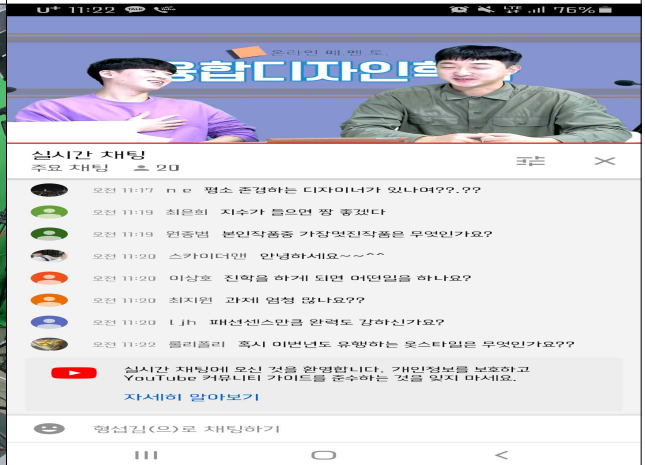 U+ 11:22 76%
온라인 메멘토
융합디자인학
실시간 채팅
주요 채팅 20
오전 11:17 n e 평소 존경하는 디자이너가 있나여??.??
오전 11:19 최은희 지수가 들으면 짱 좋겠다
오전 11:19 원종범 본인작품중 가장멋진작품은 무엇인가요?
오전 11:20 스카이더맨 안녕하세요~~^^
오전 11:20 이상호 진학을 하게 되면 어떤일을 하나요?
오전 11:20 최지원 과제 엄청 많나요??
오전 11:20 l jh 패션센스만큼 완력도 강하신가요?
오전 11:22 롤리폴리 혹시 이번년도 유행하는 옷스타일은 무엇인가요??
실시간 채팅에 오신 것을 환영합니다. 개인정보를 보호하고
YouTube 커뮤니티 가이드를 준수하는 것을 잊지 마세요.
자세히 알아보기
형섭김(으)로 채팅하기